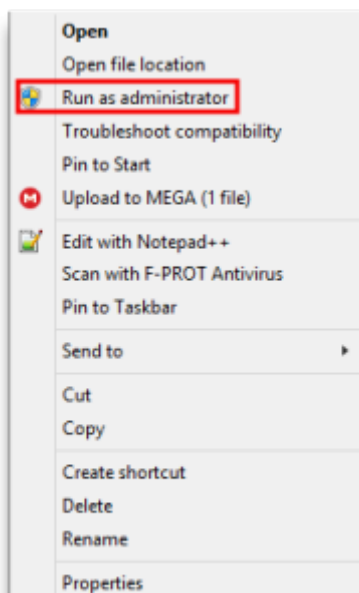 Open
Open file location
Run as administrator
Troubleshoot compatibility
Pin to Start
Upload to MEGA (1 file)
Edit with Notepad++
Scan with F-PROT Antivirus
Pin to Taskbar
Send to
Cut
Copy
Create shortcut
Delete
Rename
Properties